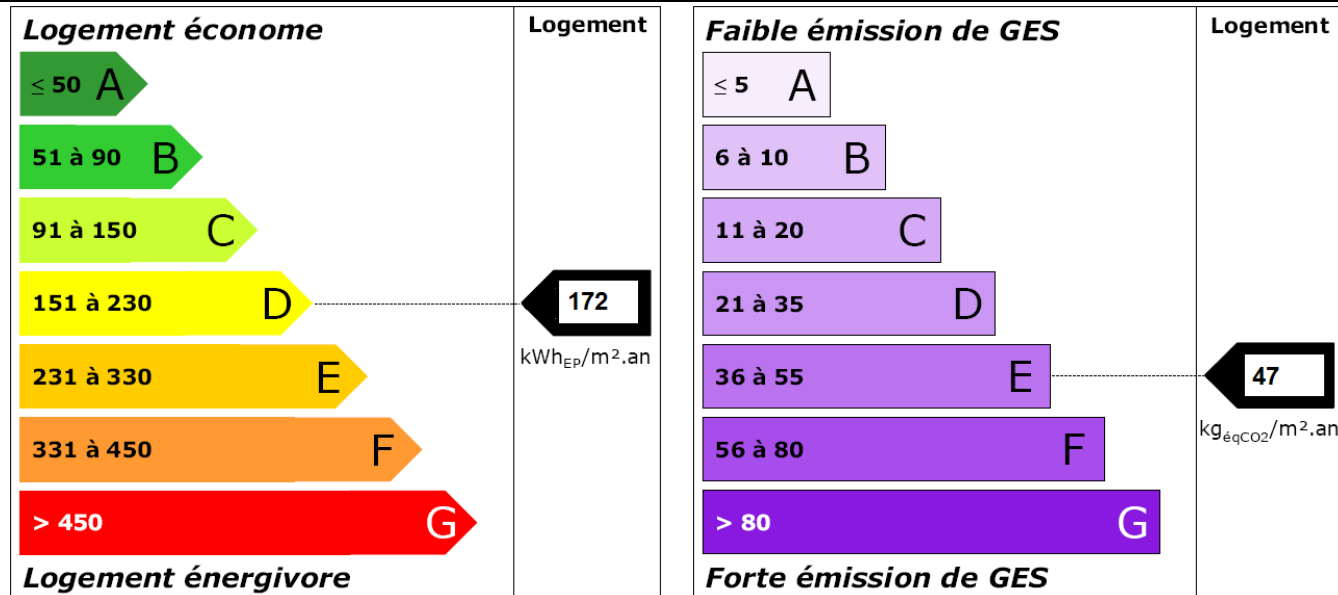 Logement économe
Logement
≤ 50 A
51 à 90 B
91 à 150 C
151 à 230 D
172
kWhEP/m².an
231 à 330 E
331 à 450 F
> 450 G
Logement énergivore
Faible émission de GES
Logement
≤ 5 A
6 à 10 B
11 à 20 C
21 à 35 D
36 à 55 E
47
kgéqCO2/m².an
56 à 80 F
> 80 G
Forte émission de GES